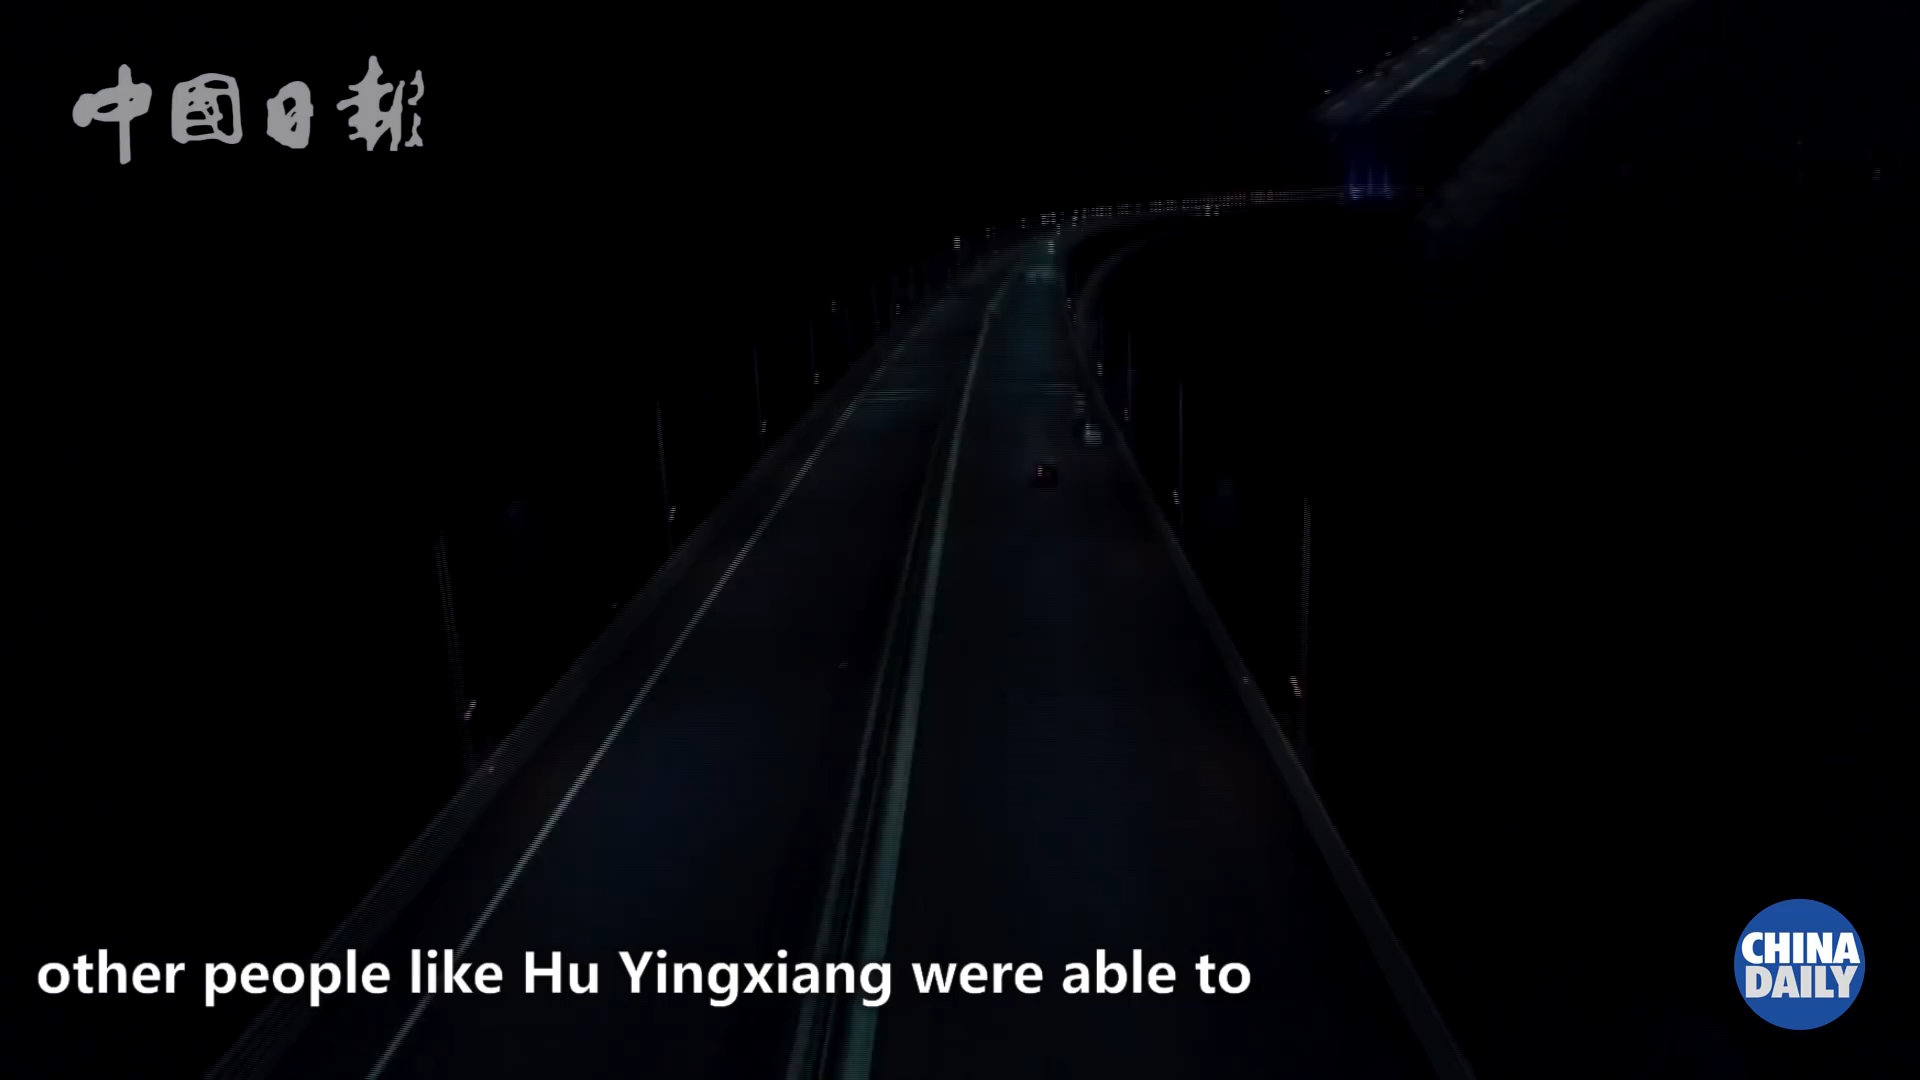 中國日報
other people like Hu Yingxiang were able to
CHINA
DAILY